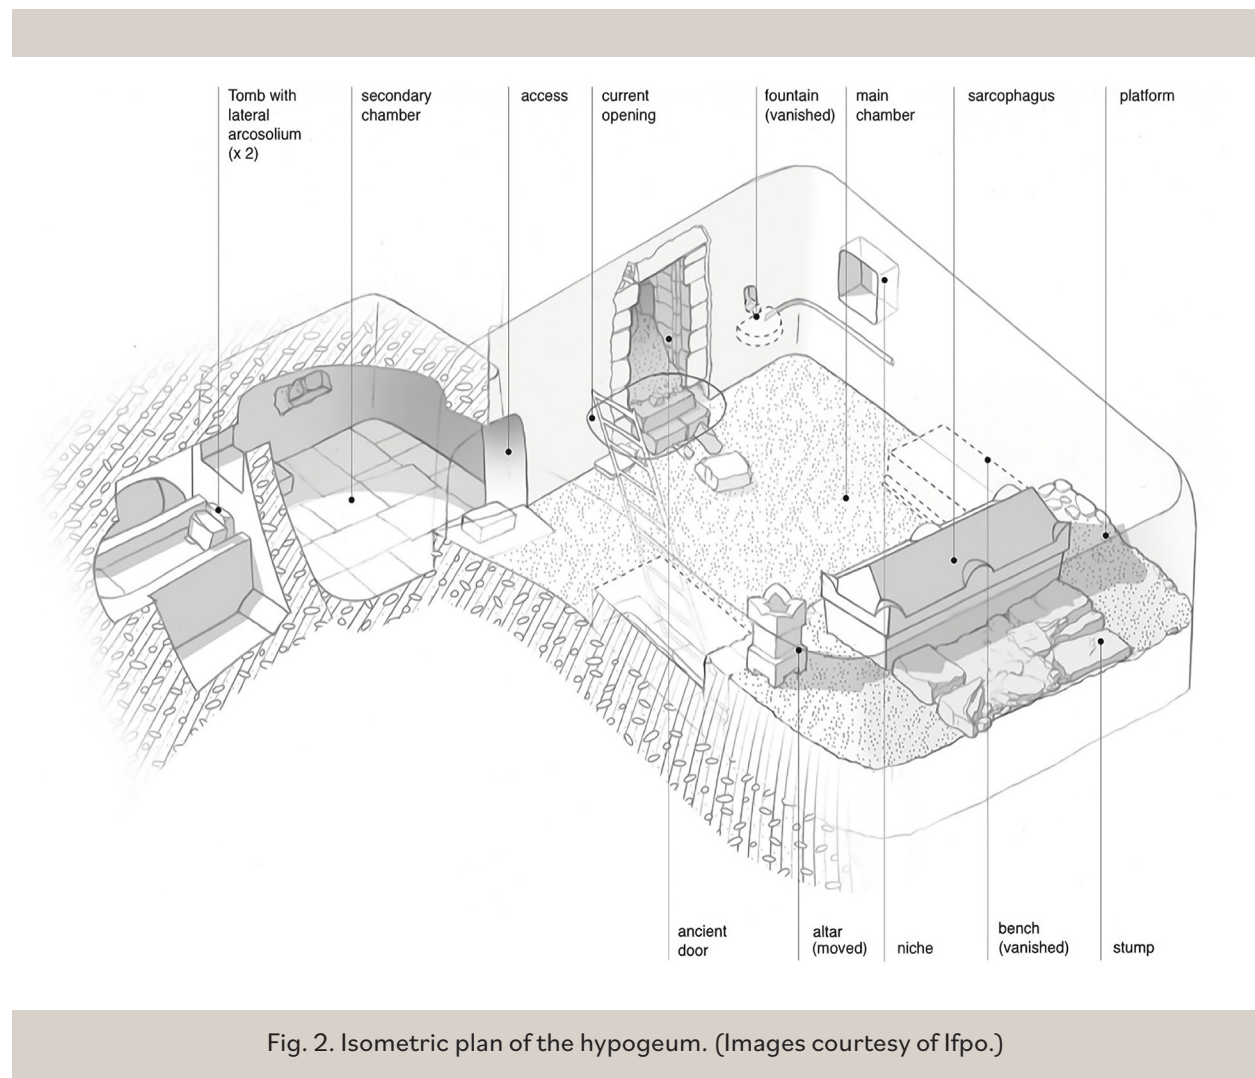 Tomb with
lateral
arcosolium
(x 2)
secondary
chamber
access
current
opening
fountain
(vanished)
main
chamber
sarcophagus
platform
ancient
door
altar
(moved)
niche
bench
(vanished)
stump
Fig. 2. Isometric plan of the hypogeum. (Images courtesy of Ifpo.)